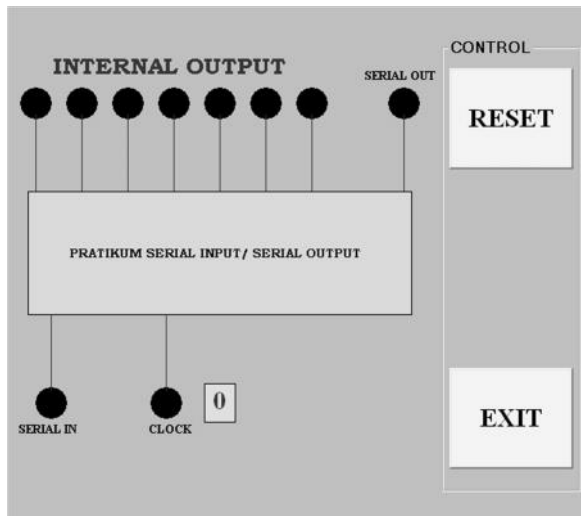 CONTROL
INTERNAL OUTPUT
SERIAL OUT
RESET
PRATIKUM SERIAL INPUT/ SERIAL OUTPUT
0
SERIAL IN
CLOCK
EXIT